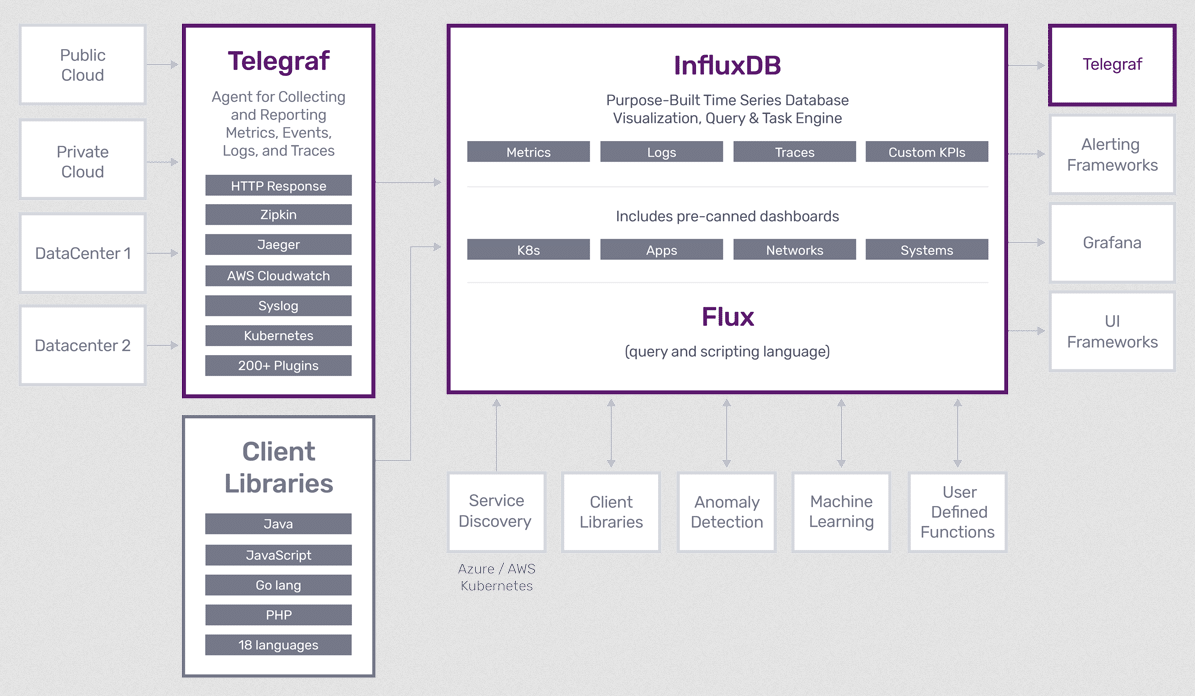 Public
Cloud
Private
Cloud
DataCenter 1
Datacenter 2
Telegraf
Agent for Collecting
and Reporting
Metrics, Events,
Logs, and Traces
HTTP Response
Zipkin
Jaeger
AWS Cloudwatch
Syslog
Kubernetes
200+ Plugins
Client
Libraries
Java
JavaScript
Go lang
PHP
18 languages
InfluxDB
Purpose-Built Time Series Database
Visualization, Query & Task Engine
Metrics
Logs
Traces
Custom KPIs
Includes pre-canned dashboards
K8s
Apps
Networks
Systems
Flux
(query and scripting language)
Service
Discovery
Azure / AWS
Kubernetes
Client
Libraries
Anomaly
Detection
Machine
Learning
User
Defined
Functions
Telegraf
Alerting
Frameworks
Grafana
UI
Frameworks